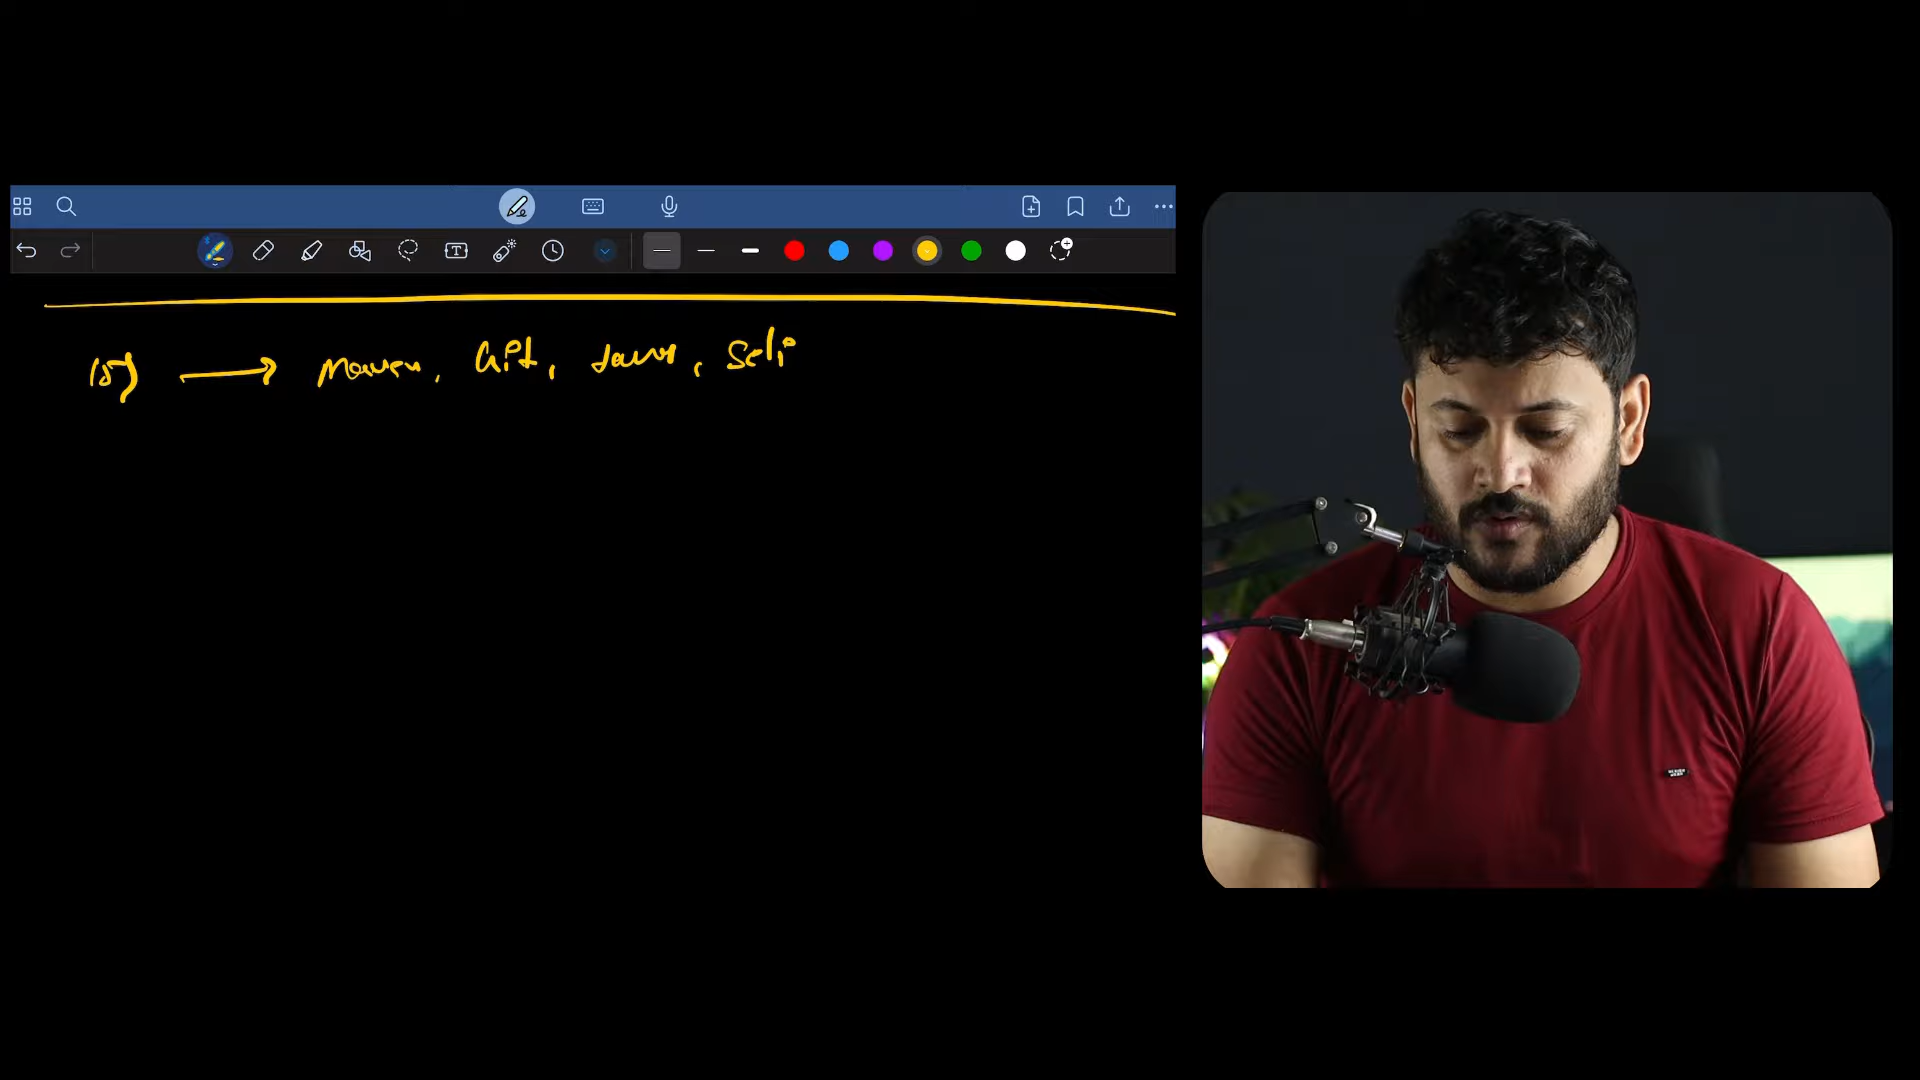 15) → Maven, Git, Java, Seli